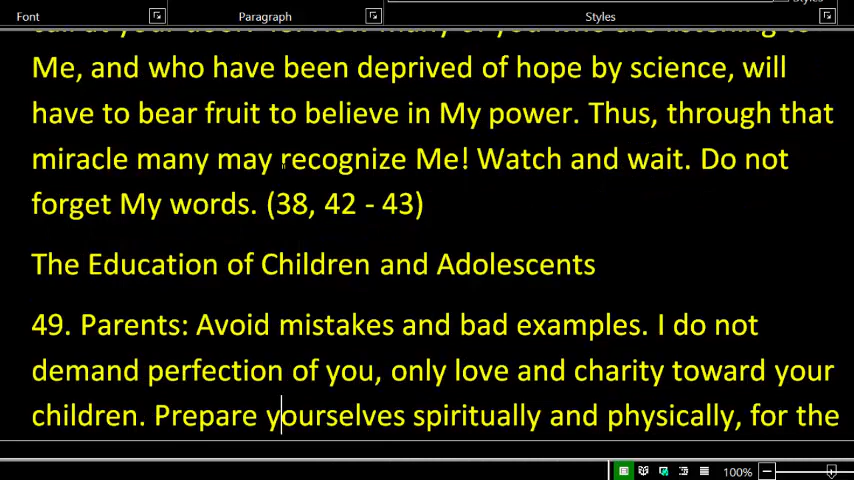 Font Paragraph Styles
Me, and who have been deprived of hope by science, will
have to bear fruit to believe in My power. Thus, through that
miracle many may recognize Me! Watch and wait. Do not
forget My words. (38, 42 - 43)
The Education of Children and Adolescents
49. Parents: Avoid mistakes and bad examples. I do not
demand perfection of you, only love and charity toward your
children. Prepare yourselves spiritually and physically, for the
100%